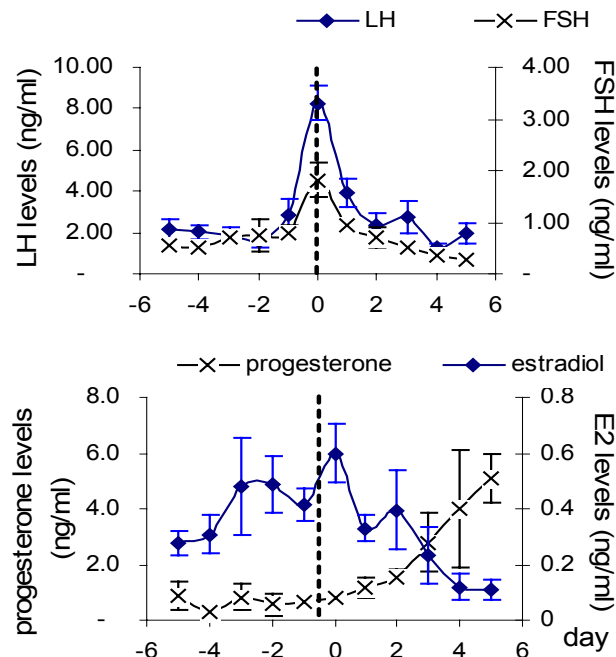 LH FSH
10.00 8.00 6.00 4.00 2.00 -
LH levels (ng/ml)
4.00 3.00 2.00 1.00 -
FSH levels (ng/ml)
-6 -4 -2 0 2 4 6
progesterone estradiol
8.0 6.0 4.0 2.0 -
progesterone levels
(ng/ml)
0.8 0.6 0.4 0.2 0
E2 levels (ng/ml)
-6 -4 -2 0 2 4 6
day